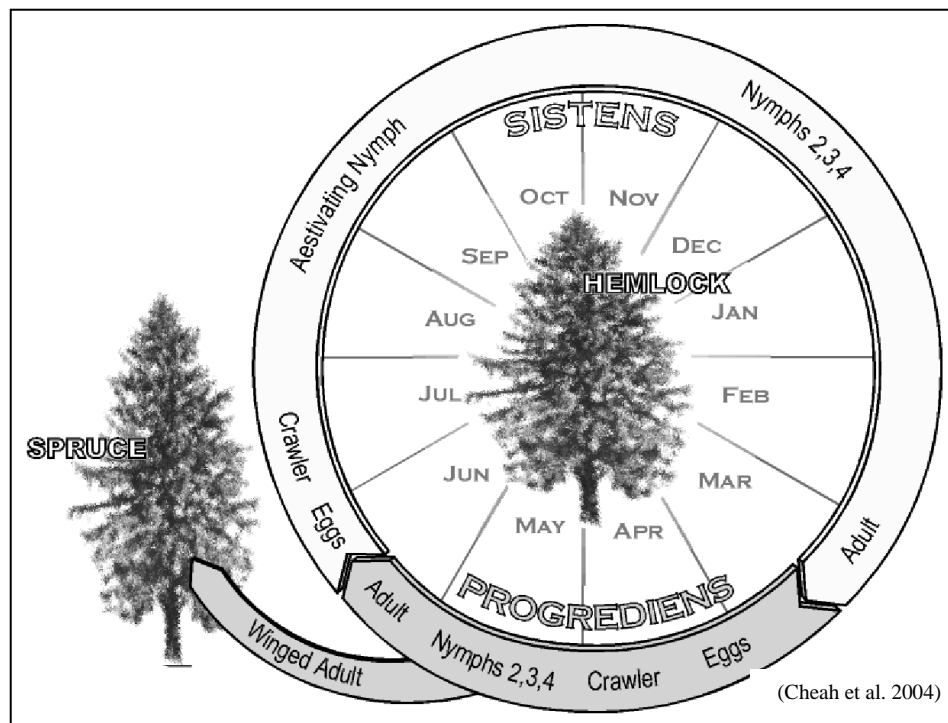 SISTENS
Nymphs 2,3,4
Aestivating Nymph
OCT
NOV
SEP
DEC
HEMLOCK
AUG
JAN
JUL
FEB
SPRUCE
Crawler
JUN
MAR
Eggs
MAY
APR
Adult
PROGREDIENS
Adult
Nymphs 2,3,4
Crawler
Eggs
Winged Adult
(Cheah et al. 2004)